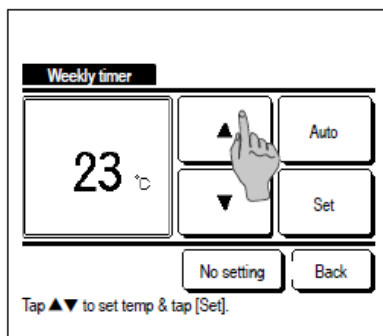 Weekly timer
▲
Auto
23 ℃
▼
Set
No setting
Back
Tap ▲▼ to set temp & tap [Set].